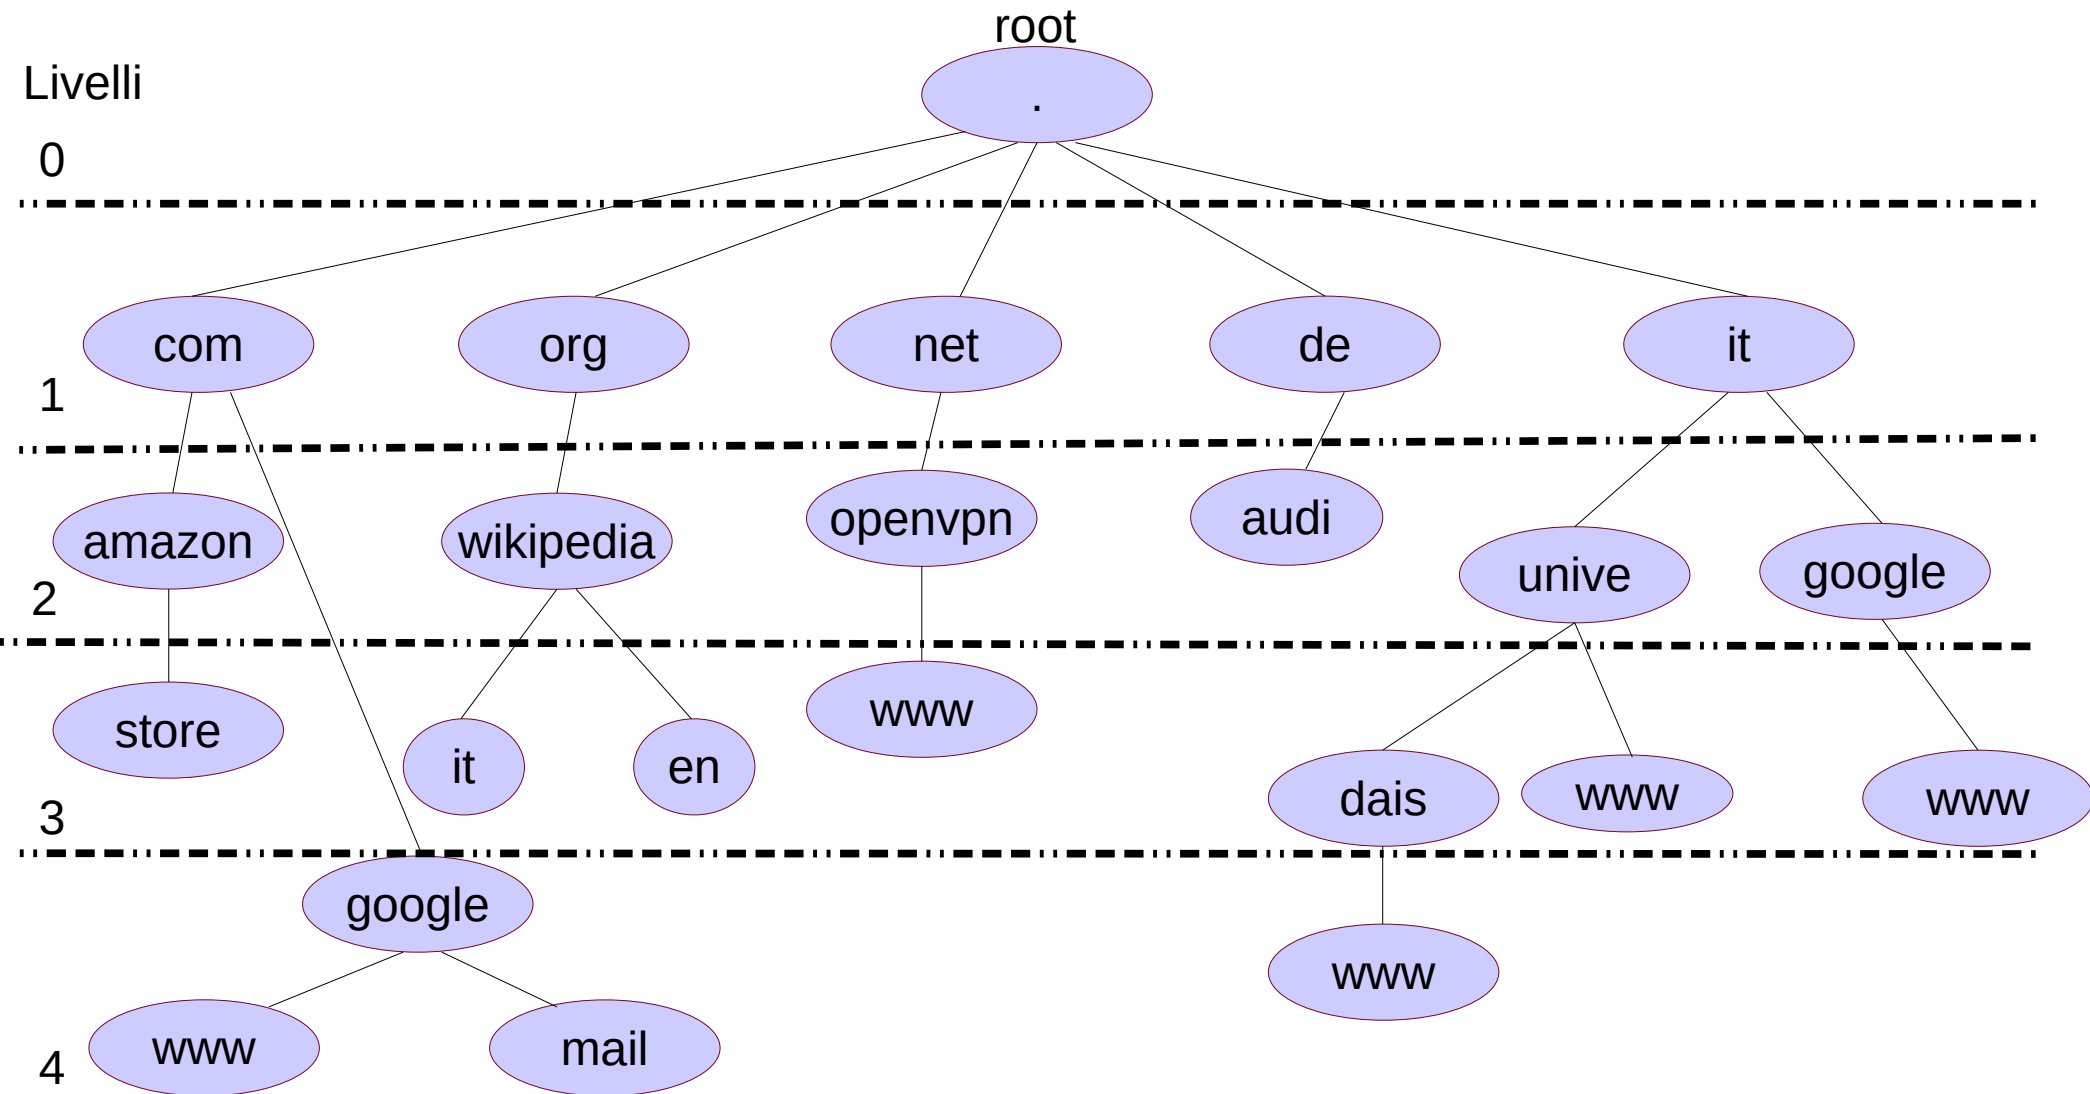 root
Livelli
.
0
com
org
net
de
it
1
amazon
wikipedia
openvpn
audi
unive
google
2
store
it
en
www
dais
www
www
3
google
www
www
mail
4